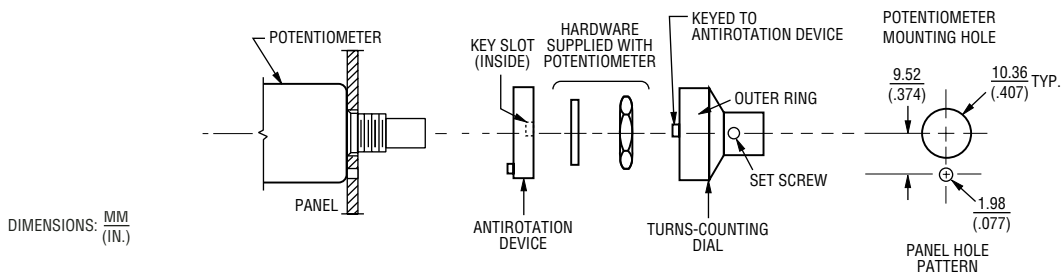 POTENTIOMETER
PANEL
KEY SLOT
(INSIDE)
HARDWARE
SUPPLIED WITH
POTENTIOMETER
ANTIROTATION
DEVICE
KEYED TO
ANTIROTATION DEVICE
OUTER RING
SET SCREW
TURNS-COUNTING
DIAL
POTENTIOMETER
MOUNTING HOLE
9.52
(.374)
10.36
(.407) TYP.
1.98
(.077)
PANEL HOLE
PATTERN
DIMENSIONS: MM
(IN.)